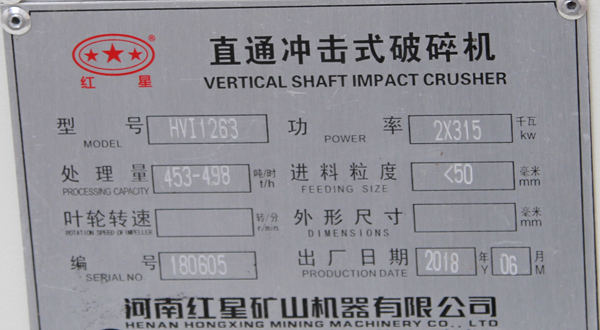 直通冲击式破碎机
VERTICAL SHAFT IMPACT CRUSHER
红 星
型 号 HVI1263 功 率 2X315 千瓦
MODEL POWER kw
处 理 量 453-498 吨/时 进 料 粒 度 <50 毫米
PROCESSING CAPACITY t/h FEEDING SIZE mm
叶轮转速 转/分 外 形 尺 寸 毫米
ROTATION SPEED OF IMPELLER r/min DIMENSIONS mm
编 号 180605 出 厂 日 期 2018 年 06 月
SERIAL NO. PRODUCTION DATE Y M
河南红星矿山机器有限公司
HENAN HONGXING MINING MACHINERY CO., LTD